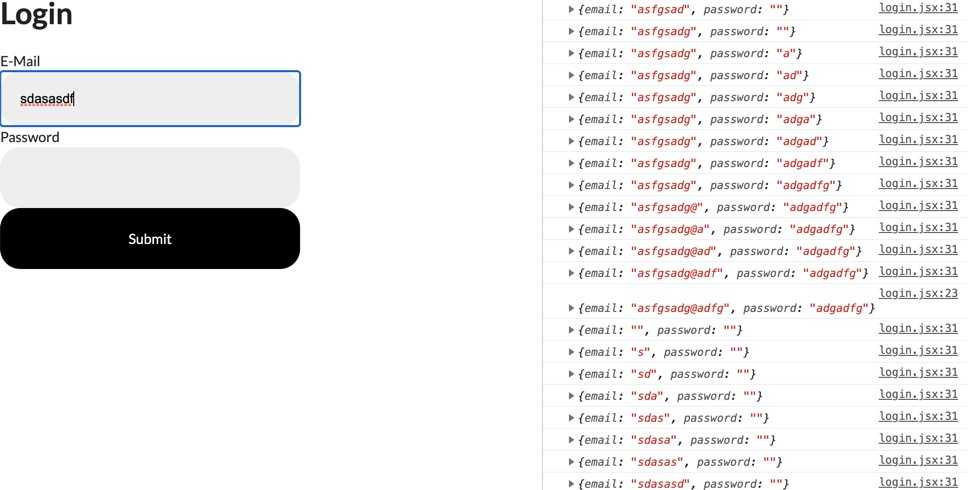 Login
E-Mail
sdasasdf
Password
Submit
▶{email: "asfgsad", password: ""} login.jsx:31
▶{email: "asfgsadg", password: ""} login.jsx:31
▶{email: "asfgsadg", password: "a"} login.jsx:31
▶{email: "asfgsadg", password: "ad"} login.jsx:31
▶{email: "asfgsadg", password: "adg"} login.jsx:31
▶{email: "asfgsadg", password: "adga"} login.jsx:31
▶{email: "asfgsadg", password: "adgad"} login.jsx:31
▶{email: "asfgsadg", password: "adgadf"} login.jsx:31
▶{email: "asfgsadg", password: "adgadfg"} login.jsx:31
▶{email: "asfgsadg@", password: "adgadfg"} login.jsx:31
▶{email: "asfgsadg@a", password: "adgadfg"} login.jsx:31
▶{email: "asfgsadg@ad", password: "adgadfg"} login.jsx:31
▶{email: "asfgsadg@adf", password: "adgadfg"} login.jsx:31
login.jsx:23
▶{email: "asfgsadg@adfg", password: "adgadfg"}
▶{email: "", password: ""} login.jsx:31
▶{email: "s", password: ""} login.jsx:31
▶{email: "sd", password: ""} login.jsx:31
▶{email: "sda", password: ""} login.jsx:31
▶{email: "sdas", password: ""} login.jsx:31
▶{email: "sdasa", password: ""} login.jsx:31
▶{email: "sdasas", password: ""} login.jsx:31
▶{email: "sdasasd", password: ""} login.jsx:31